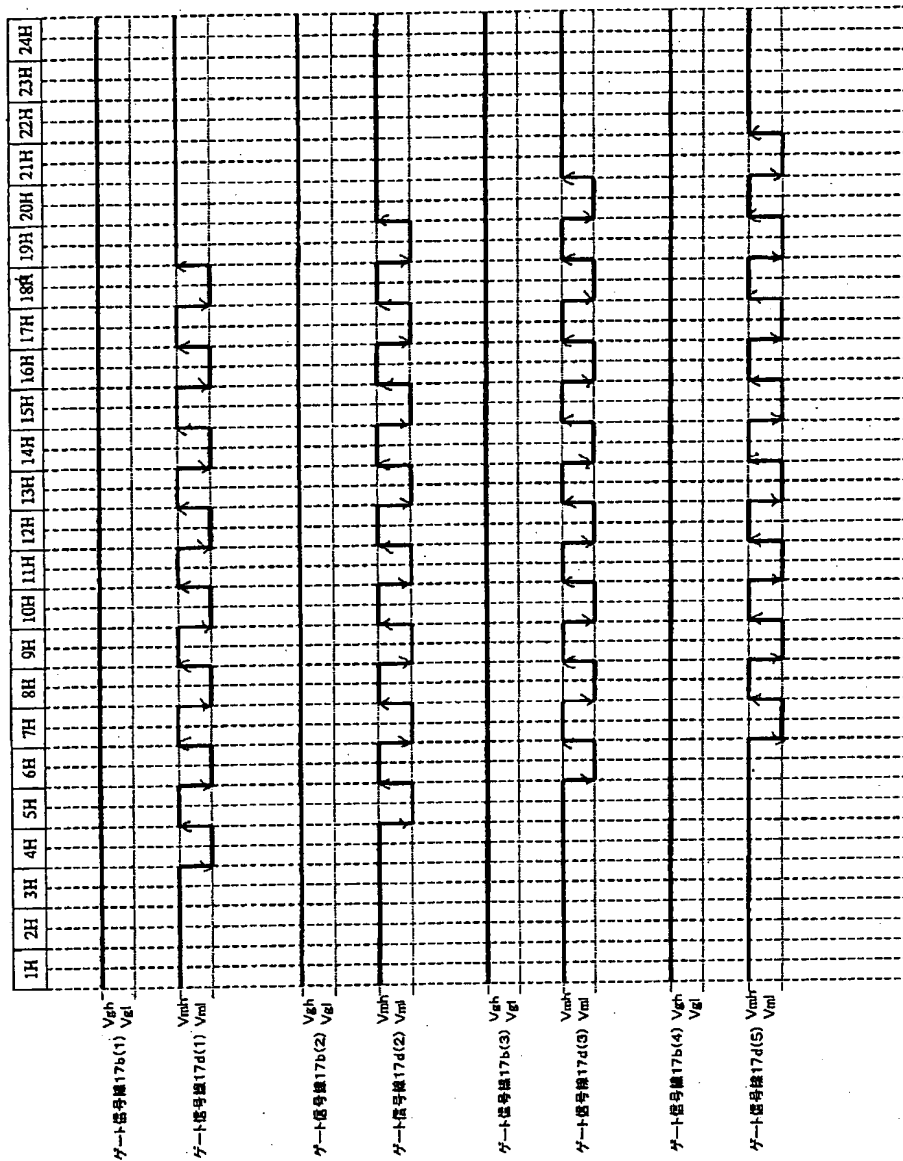 1H 2H 3H 4H 5H 6H 7H 8H 9H 10H 11H 12H 13H 14H 15H 16H 17H 18H 19H 20H 21H 22H 23H 24H
ゲート信号線17b(1) Vgh
Vgl
ゲート信号線17d(1) Vmh
Vml
ゲート信号線17b(2) Vgh
Vgl
ゲート信号線17d(2) Vmh
Vml
ゲート信号線17b(3) Vgh
Vgl
ゲート信号線17d(3) Vmh
Vml
ゲート信号線17b(4) Vgh
Vgl
ゲート信号線17d(5) Vmh
Vml